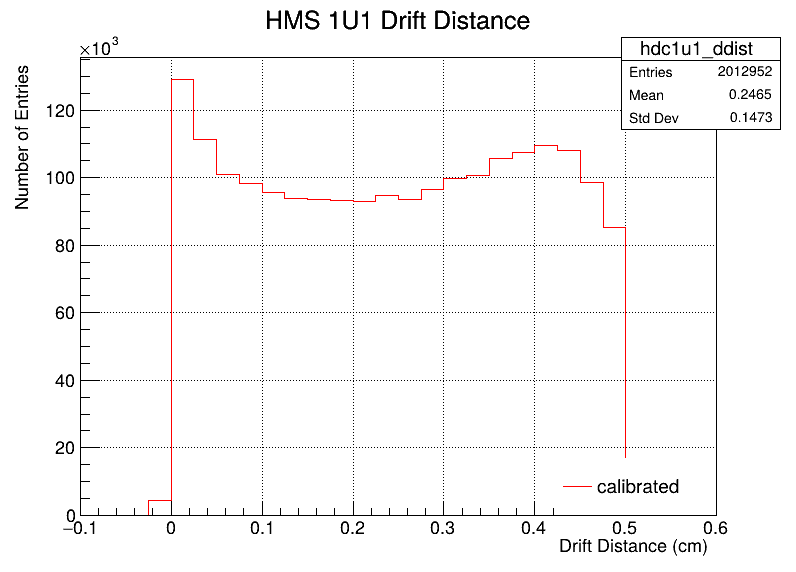 HMS 1U1 Drift Distance
×10³
hdc1u1_ddist
Entries 2012952
Mean 0.2465
Std Dev 0.1473
Number of Entries
120
100
80
60
40
20
0
−0.1 0 0.1 0.2 0.3 0.4 0.5 0.6
calibrated
Drift Distance (cm)